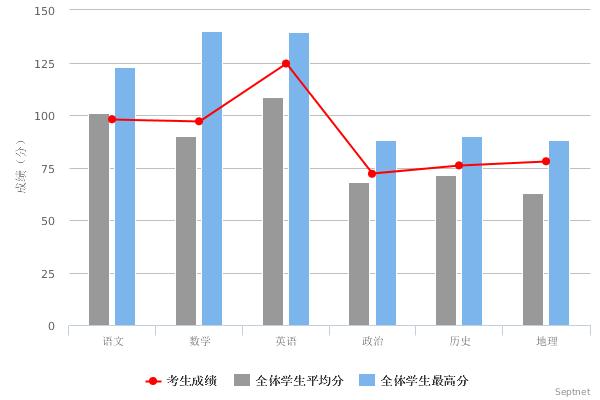 150
125
100
75
50
25
0
成绩（分）
语文 数学 英语 政治 历史 地理
考生成绩 全体学生平均分 全体学生最高分
Septnet